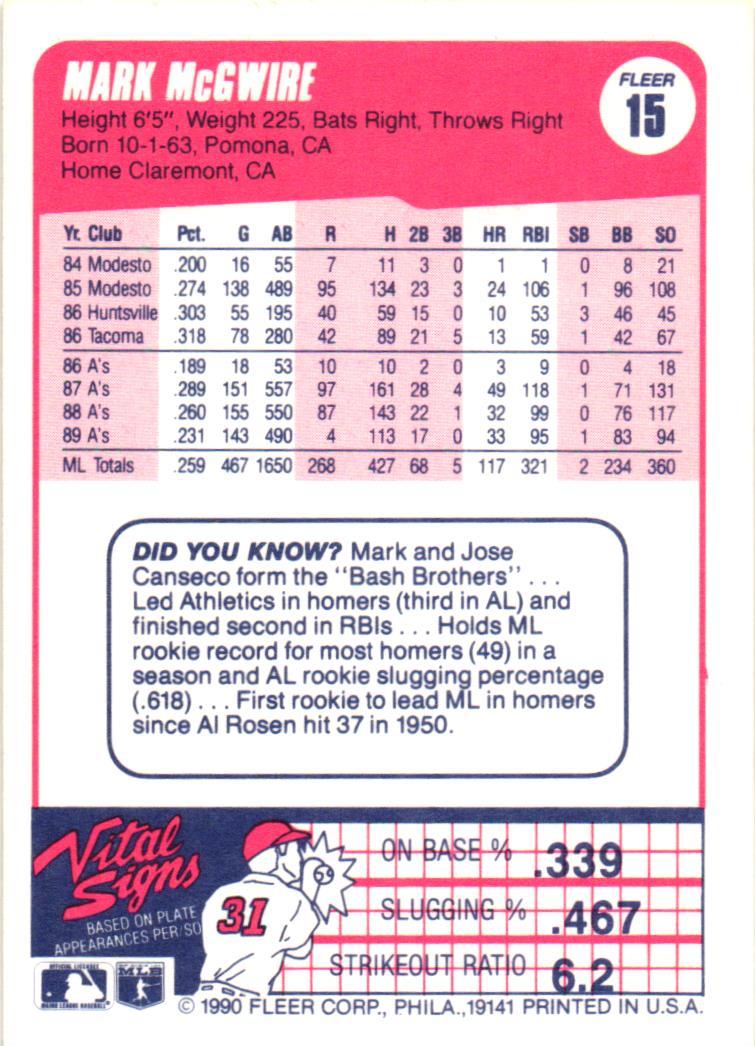 MARK McGWIRE
FLEER
15
Height 6'5", Weight 225, Bats Right, Throws Right
Born 10-1-63, Pomona, CA
Home Claremont, CA
Yr. Club Pct. G AB R H 2B 3B HR RBI SB BB SO
84 Modesto .200 16 55 7 11 3 0 1 1 0 8 21
85 Modesto .274 138 489 95 134 23 3 24 106 1 96 108
86 Huntsville .303 55 195 40 59 15 0 10 53 3 46 45
86 Tacoma .318 78 280 42 89 21 5 13 59 1 42 67
86 A's .189 18 53 10 10 2 0 3 9 0 4 18
87 A's .289 151 557 97 161 28 4 49 118 1 71 131
88 A's .260 155 550 87 143 22 1 32 99 0 76 117
89 A's .231 143 490 4 113 17 0 33 95 1 83 94
ML Totals .259 467 1650 268 427 68 5 117 321 2 234 360
DID YOU KNOW? Mark and Jose
Canseco form the "Bash Brothers" . . .
Led Athletics in homers (third in AL) and
finished second in RBIs . . . Holds ML
rookie record for most homers (49) in a
season and AL rookie slugging percentage
(.618) . . . First rookie to lead ML in homers
since Al Rosen hit 37 in 1950.
Vital
Signs
BASED ON PLATE
APPEARANCES PER/SO
31
ON BASE % .339
SLUGGING % .467
STRIKEOUT RATIO 6.2
OFFICIAL LICENSEE
MAJOR LEAGUE BASEBALL
MLB
© 1990 FLEER CORP., PHILA.,19141 PRINTED IN U.S.A.